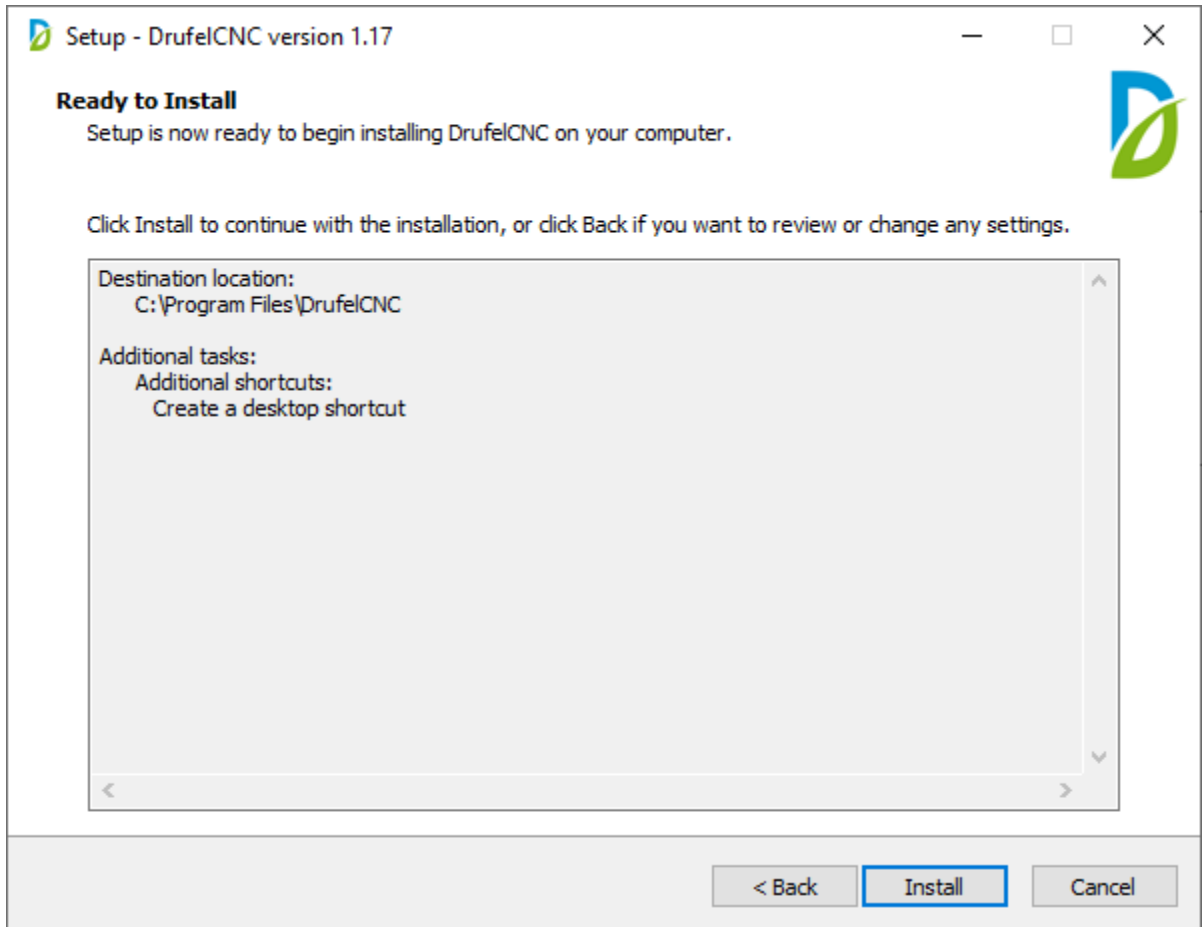 Setup - DrufelCNC version 1.17
Ready to Install
Setup is now ready to begin installing DrufelCNC on your computer.
Click Install to continue with the installation, or click Back if you want to review or change any settings.
Destination location:
C:\Program Files\DrufelCNC
Additional tasks:
Additional shortcuts:
Create a desktop shortcut
< Back
Install
Cancel